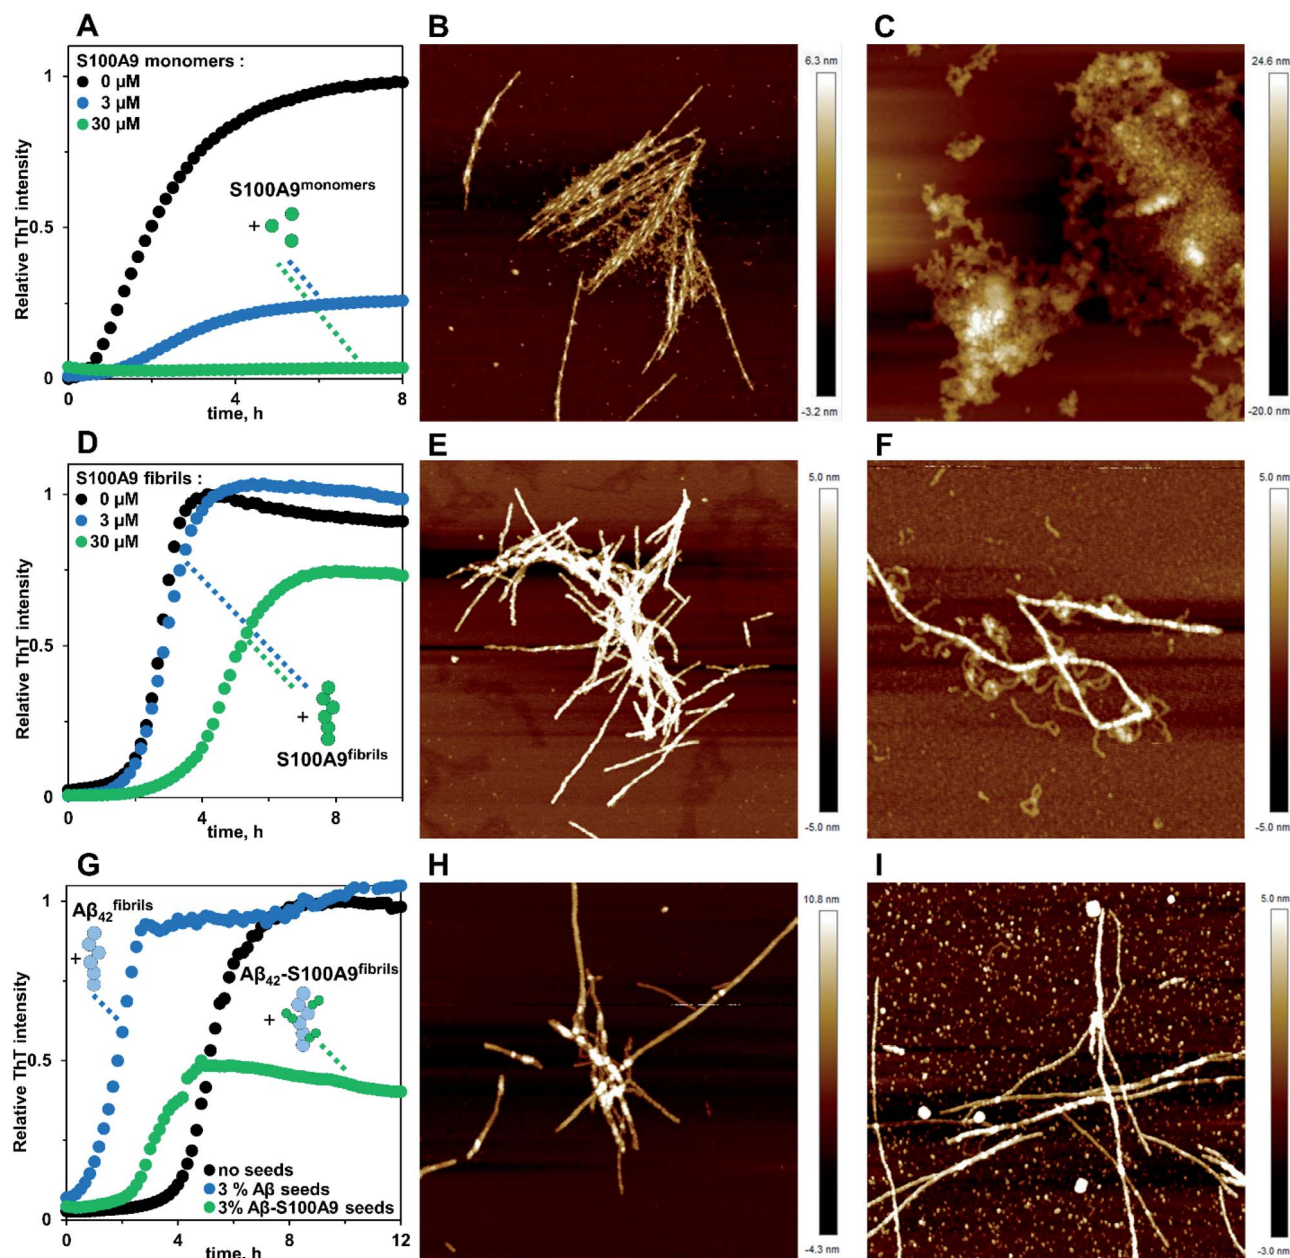 A
S100A9 monomers :
0 µM
3 µM
30 µM
1
0.5
0
Relative ThT intensity
S100A9monomers
+
0 4 8
time, h
B
6.3 nm
-3.2 nm
C
24.6 nm
-20.0 nm
D
S100A9 fibrils :
0 µM
3 µM
30 µM
1
0.5
0
Relative ThT intensity
+
S100A9fibrils
0 4 8
time, h
E
5.0 nm
-5.0 nm
F
5.0 nm
-5.0 nm
G
1
0.5
0
Relative ThT intensity
Aβ42fibrils
+
Aβ42-S100A9fibrils
+
no seeds
3 % Aβ seeds
3% Aβ-S100A9 seeds
0 4 8 12
time, h
H
10.8 nm
-4.3 nm
I
5.0 nm
-3.0 nm